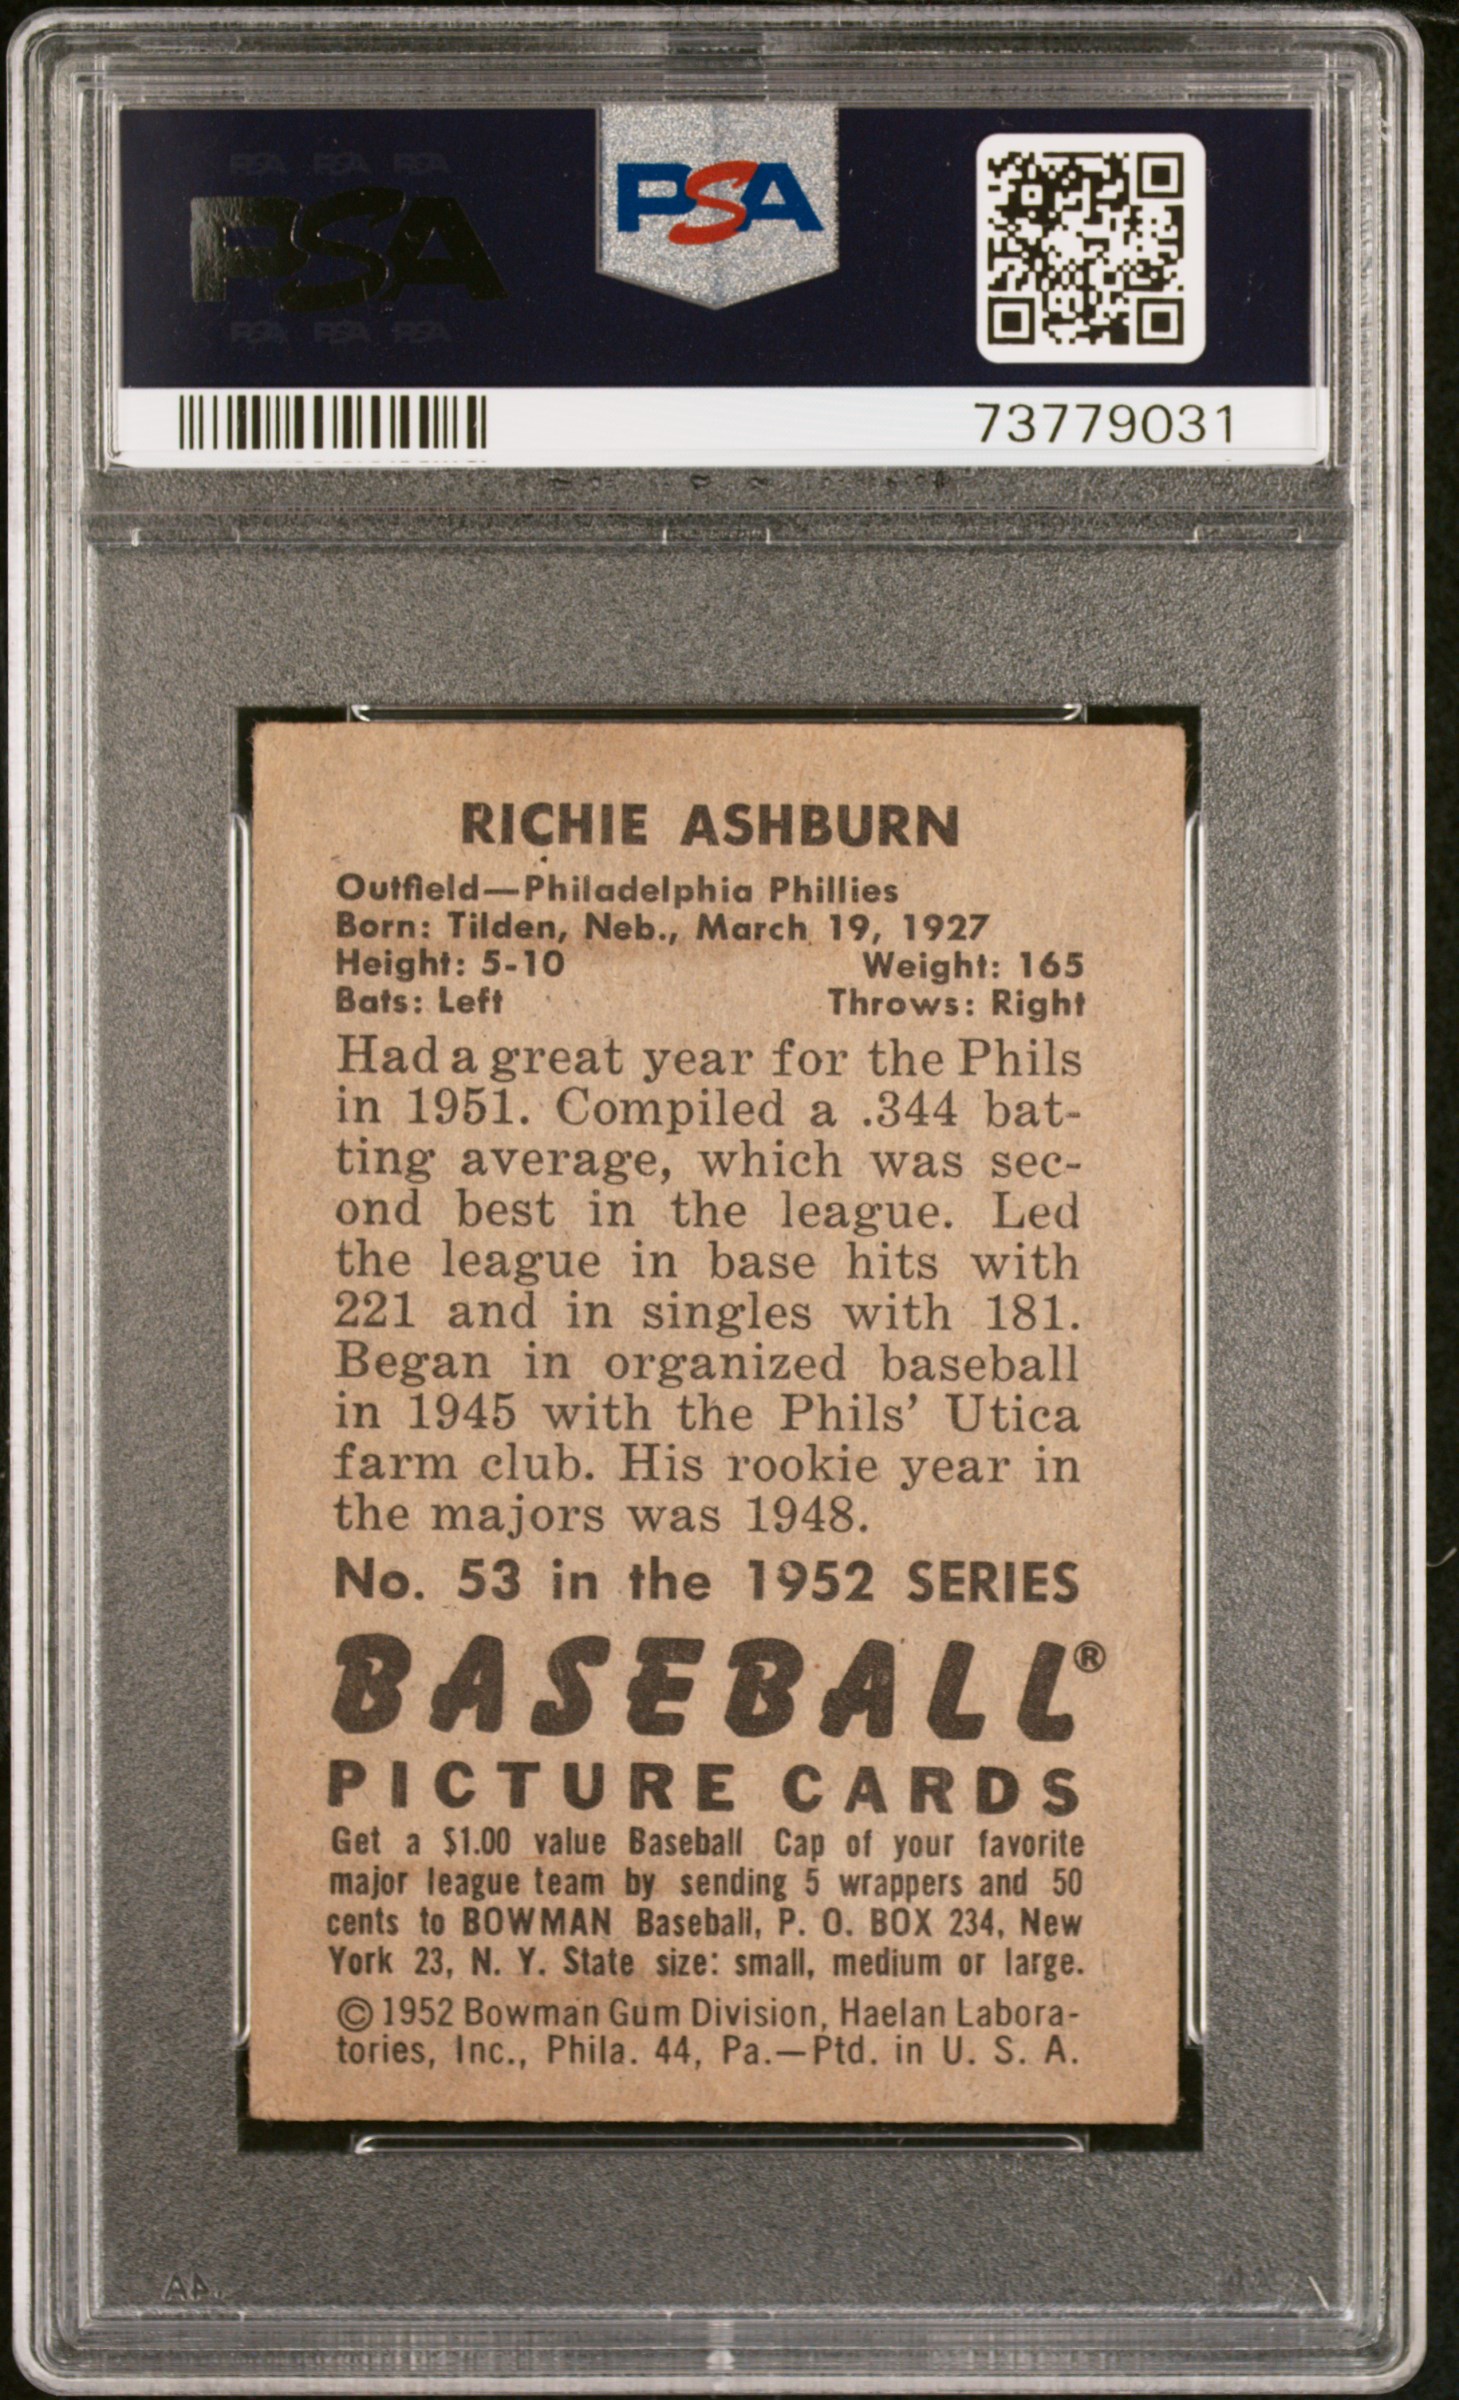 PSA PSA PSA
PSA
PSA PSA PSA
PSA
73779031
RICHIE ASHBURN
Outfield—Philadelphia Phillies
Born: Tilden, Neb., March 19, 1927
Height: 5-10 Weight: 165
Bats: Left Throws: Right
Had a great year for the Phils
in 1951. Compiled a .344 bat-
ting average, which was sec-
ond best in the league. Led
the league in base hits with
221 and in singles with 181.
Began in organized baseball
in 1945 with the Phils' Utica
farm club. His rookie year in
the majors was 1948.
No. 53 in the 1952 SERIES
BASEBALL®
PICTURE CARDS
Get a $1.00 value Baseball Cap of your favorite
major league team by sending 5 wrappers and 50
cents to BOWMAN Baseball, P. O. BOX 234, New
York 23, N. Y. State size: small, medium or large.
© 1952 Bowman Gum Division, Haelan Labora-
tories, Inc., Phila. 44, Pa.—Ptd. in U. S. A.